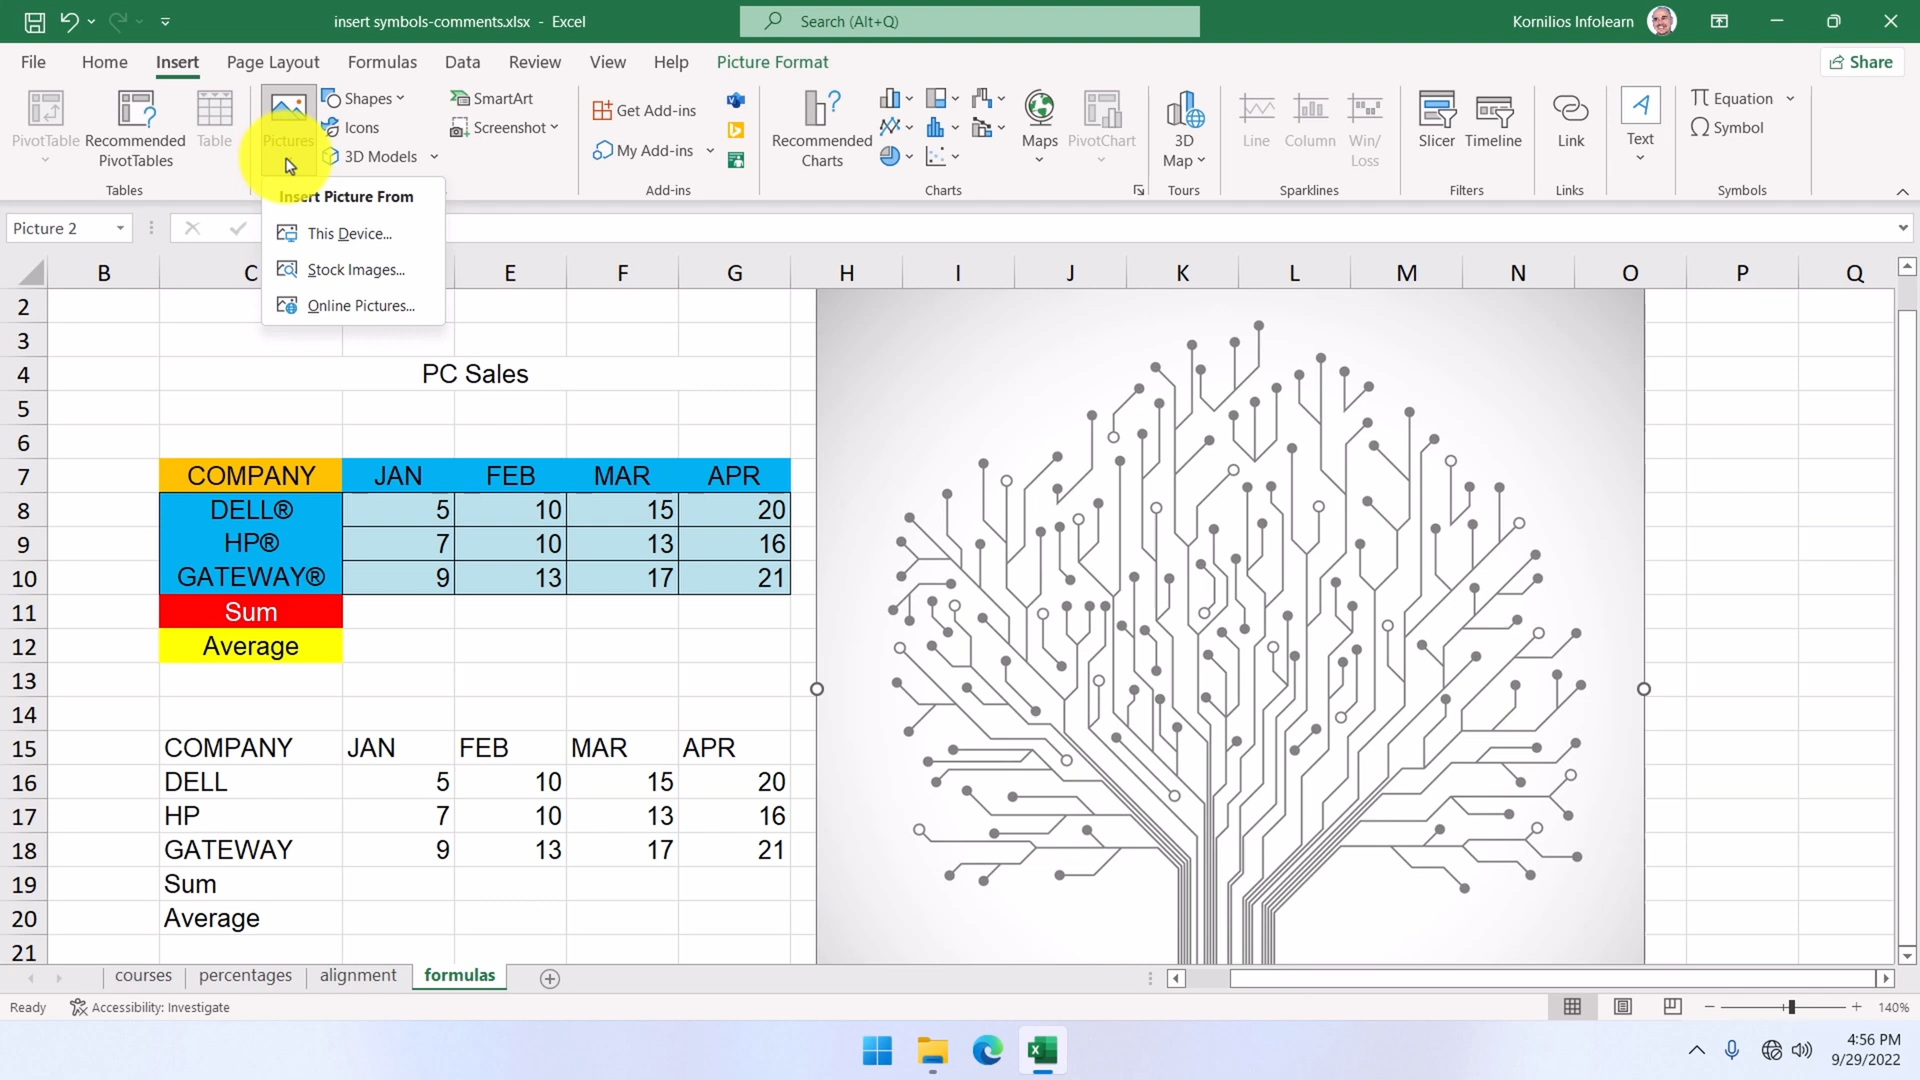 insert symbols-comments.xlsx - Excel
Search (Alt+Q)
Kornilios Infolearn
File Home Insert Page Layout Formulas Data Review View Help Picture Format Share
PivotTable
Recommended PivotTables
Table
Tables
Pictures
Shapes
Icons
3D Models
SmartArt
Screenshot
Get Add-ins
My Add-ins
Add-ins
Recommended Charts
Maps
PivotChart
Charts
3D Map
Tours
Line
Column
Win/Loss
Sparklines
Slicer
Timeline
Filters
Link
Links
Text
Equation
Symbol
Symbols
Insert Picture From
This Device...
Stock Images...
Online Pictures...
Picture 2
B C E F G H I J K L M N O P Q
2
3
4 PC Sales
5
6
7 COMPANY JAN FEB MAR APR
8 DELL® 5 10 15 20
9 HP® 7 10 13 16
10 GATEWAY® 9 13 17 21
11 Sum
12 Average
13
14
15 COMPANY JAN FEB MAR APR
16 DELL 5 10 15 20
17 HP 7 10 13 16
18 GATEWAY 9 13 17 21
19 Sum
20 Average
21
courses percentages alignment formulas
Ready Accessibility: Investigate 140%
4:56 PM
9/29/2022